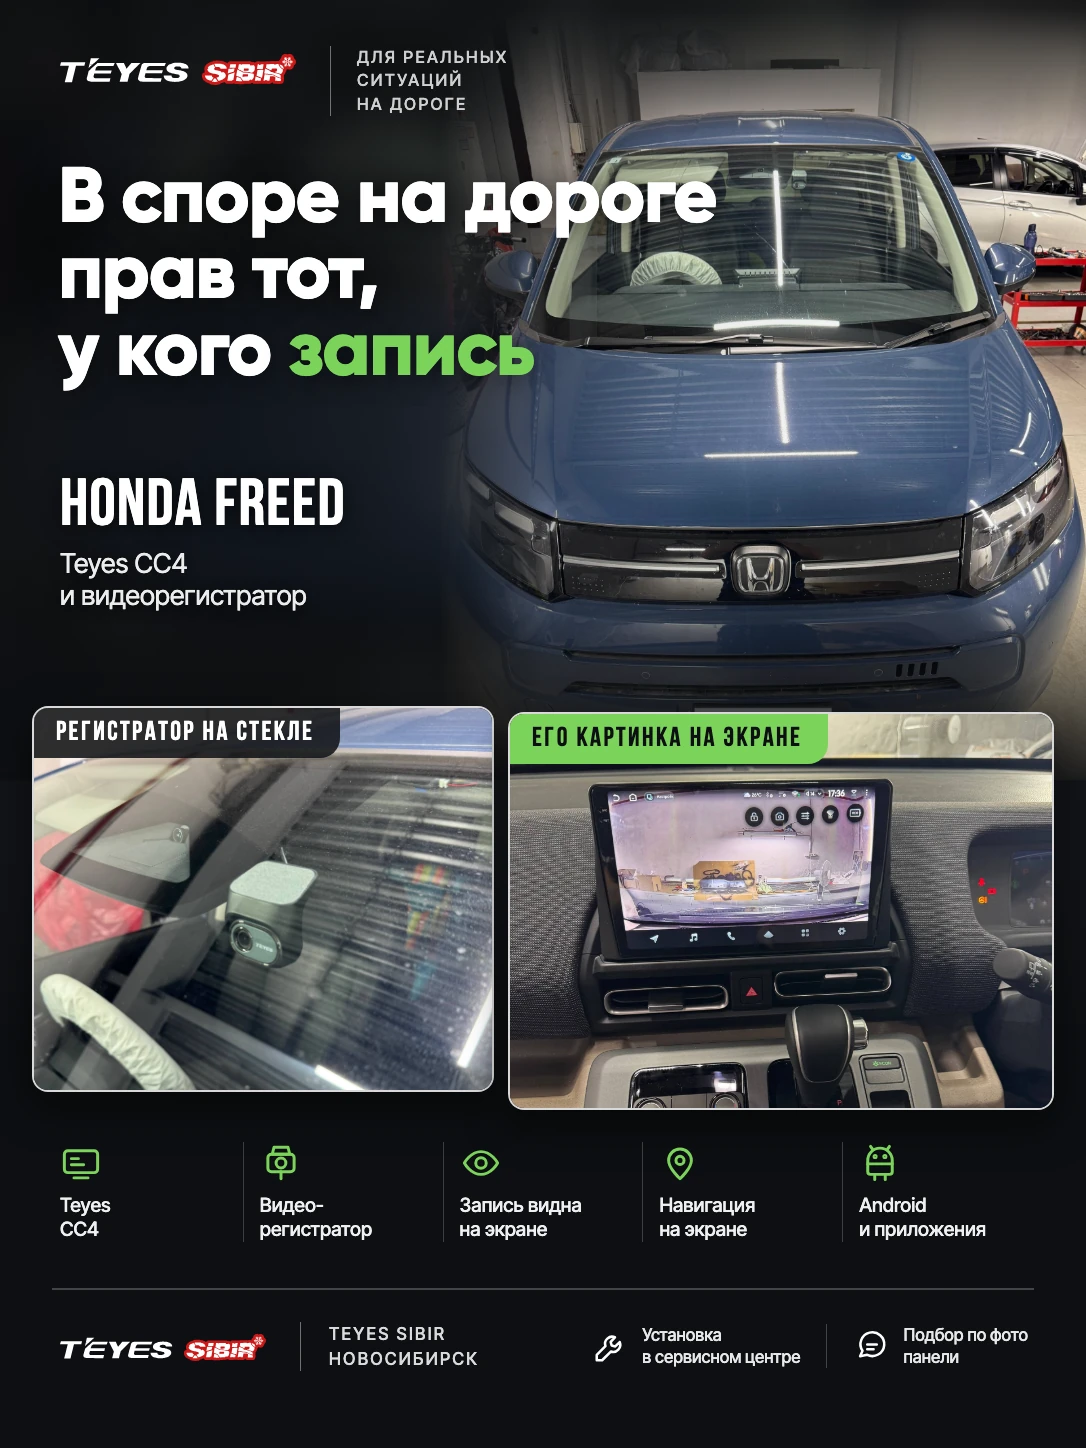 TEYES SIBIR
ДЛЯ РЕАЛЬНЫХ
СИТУАЦИЙ
НА ДОРОГЕ
В споре на дороге
прав тот,
у кого запись
HONDA FREED
Teyes CC4
и видеорегистратор
РЕГИСТРАТОР НА СТЕКЛЕ
ЕГО КАРТИНКА НА ЭКРАНЕ
17:36
Teyes
CC4
Видео-
регистратор
Запись видна
на экране
Навигация
на экране
Android
и приложения
TEYES SIBIR
TEYES SIBIR
НОВОСИБИРСК
Установка
в сервисном центре
Подбор по фото
панели